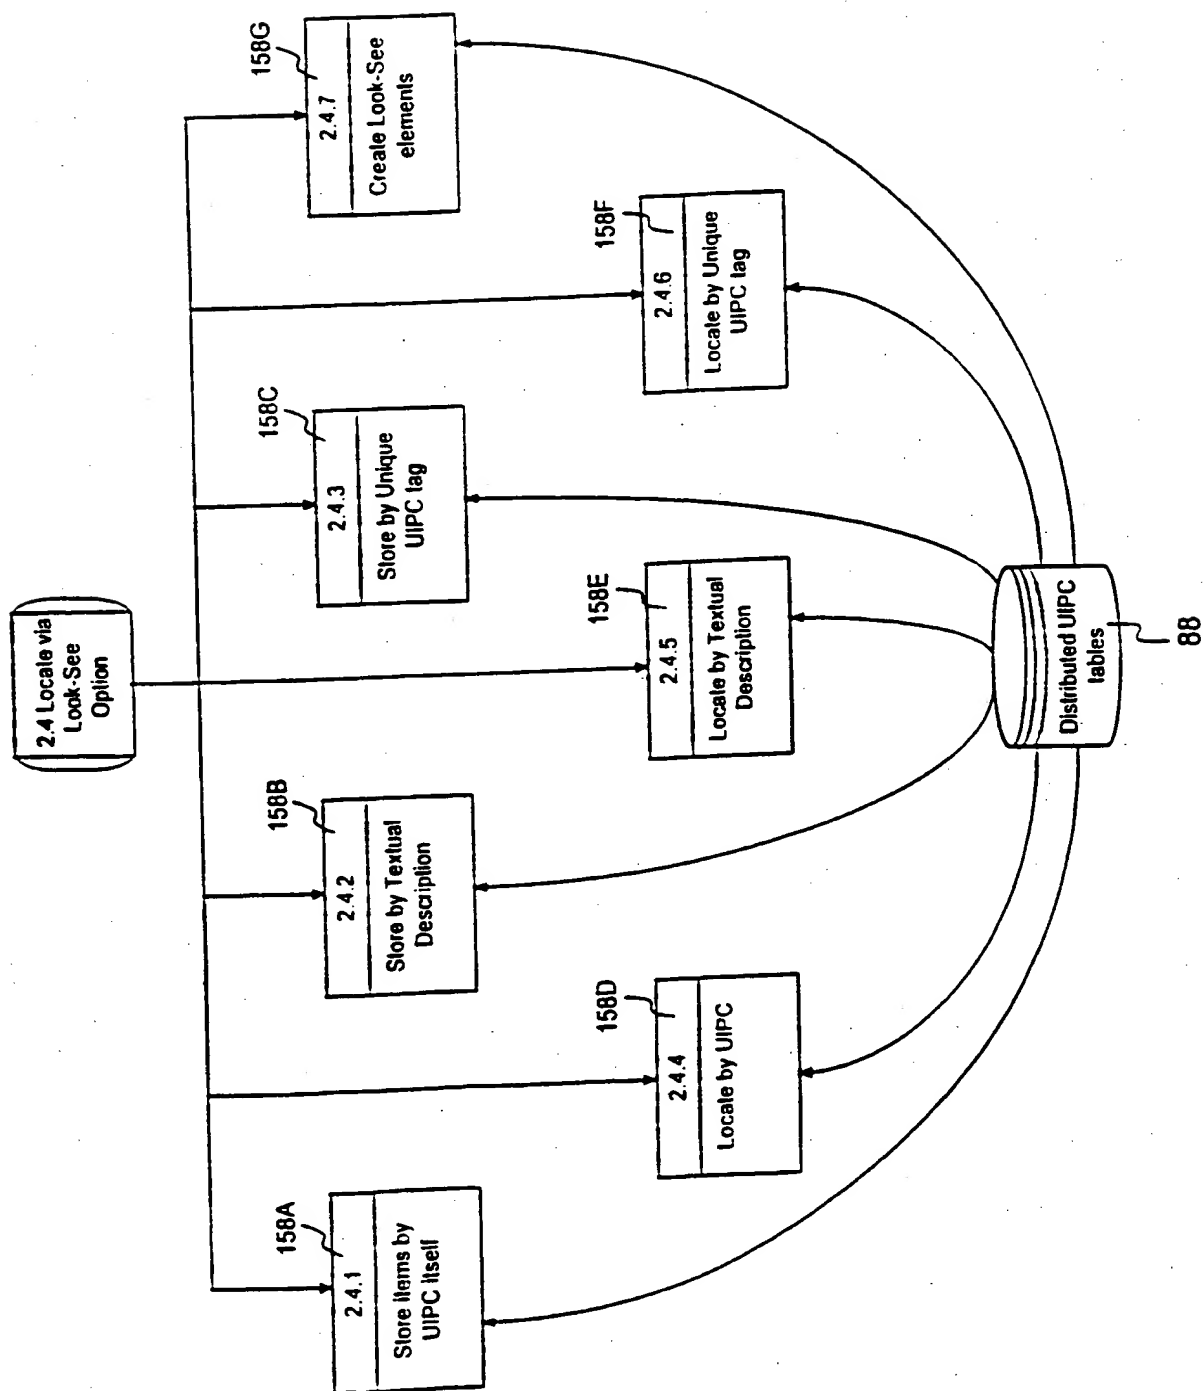 2.4 Locate via
Look-See
Option
158A
2.4.1
Store Items by
UIPC Itself
158B
2.4.2
Store by Textual
Description
158C
2.4.3
Store by Unique
UIPC tag
158G
2.4.7
Create Look-See
elements
158D
2.4.4
Locate by UIPC
158E
2.4.5
Locate by Textual
Description
158F
2.4.6
Locate by Unique
UIPC tag
Distributed UIPC
tables
88